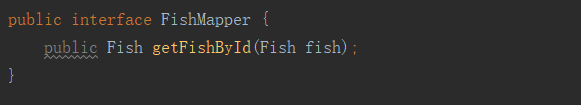 public interface FishMapper {
    public Fish getFishById(Fish fish);
}